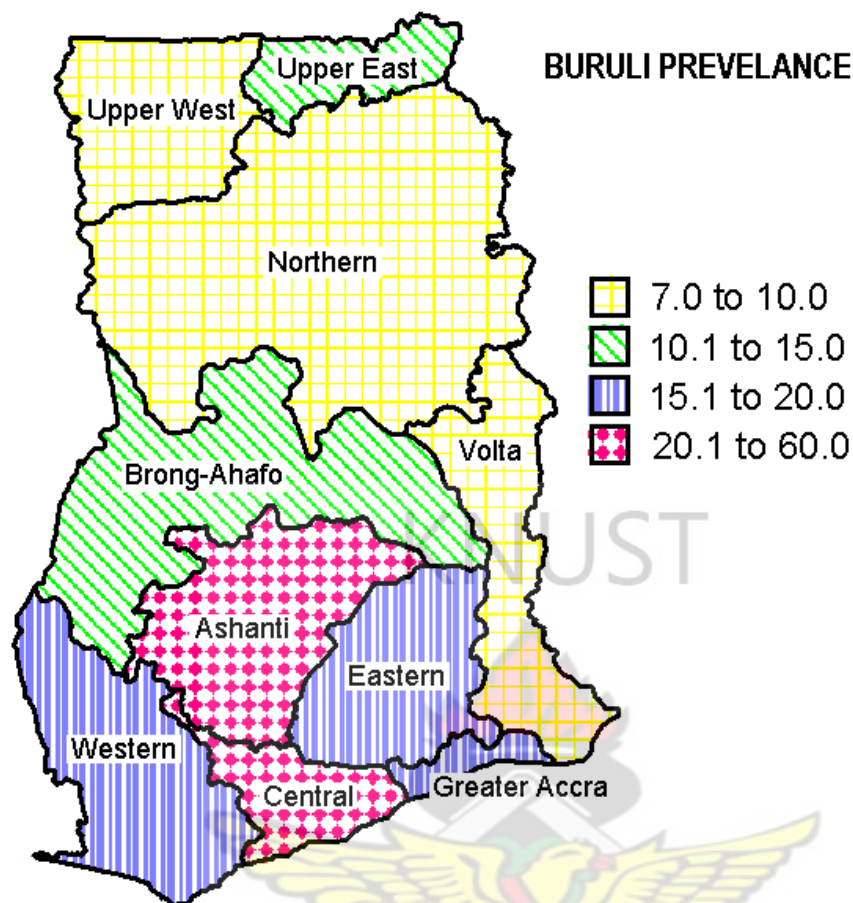 BURULI PREVELANCE
Upper East
Upper West
Northern
7.0 to 10.0
10.1 to 15.0
15.1 to 20.0
20.1 to 60.0
Volta
Brong-Ahafo
KNUST
Ashanti
Eastern
Western
Central
Greater Accra